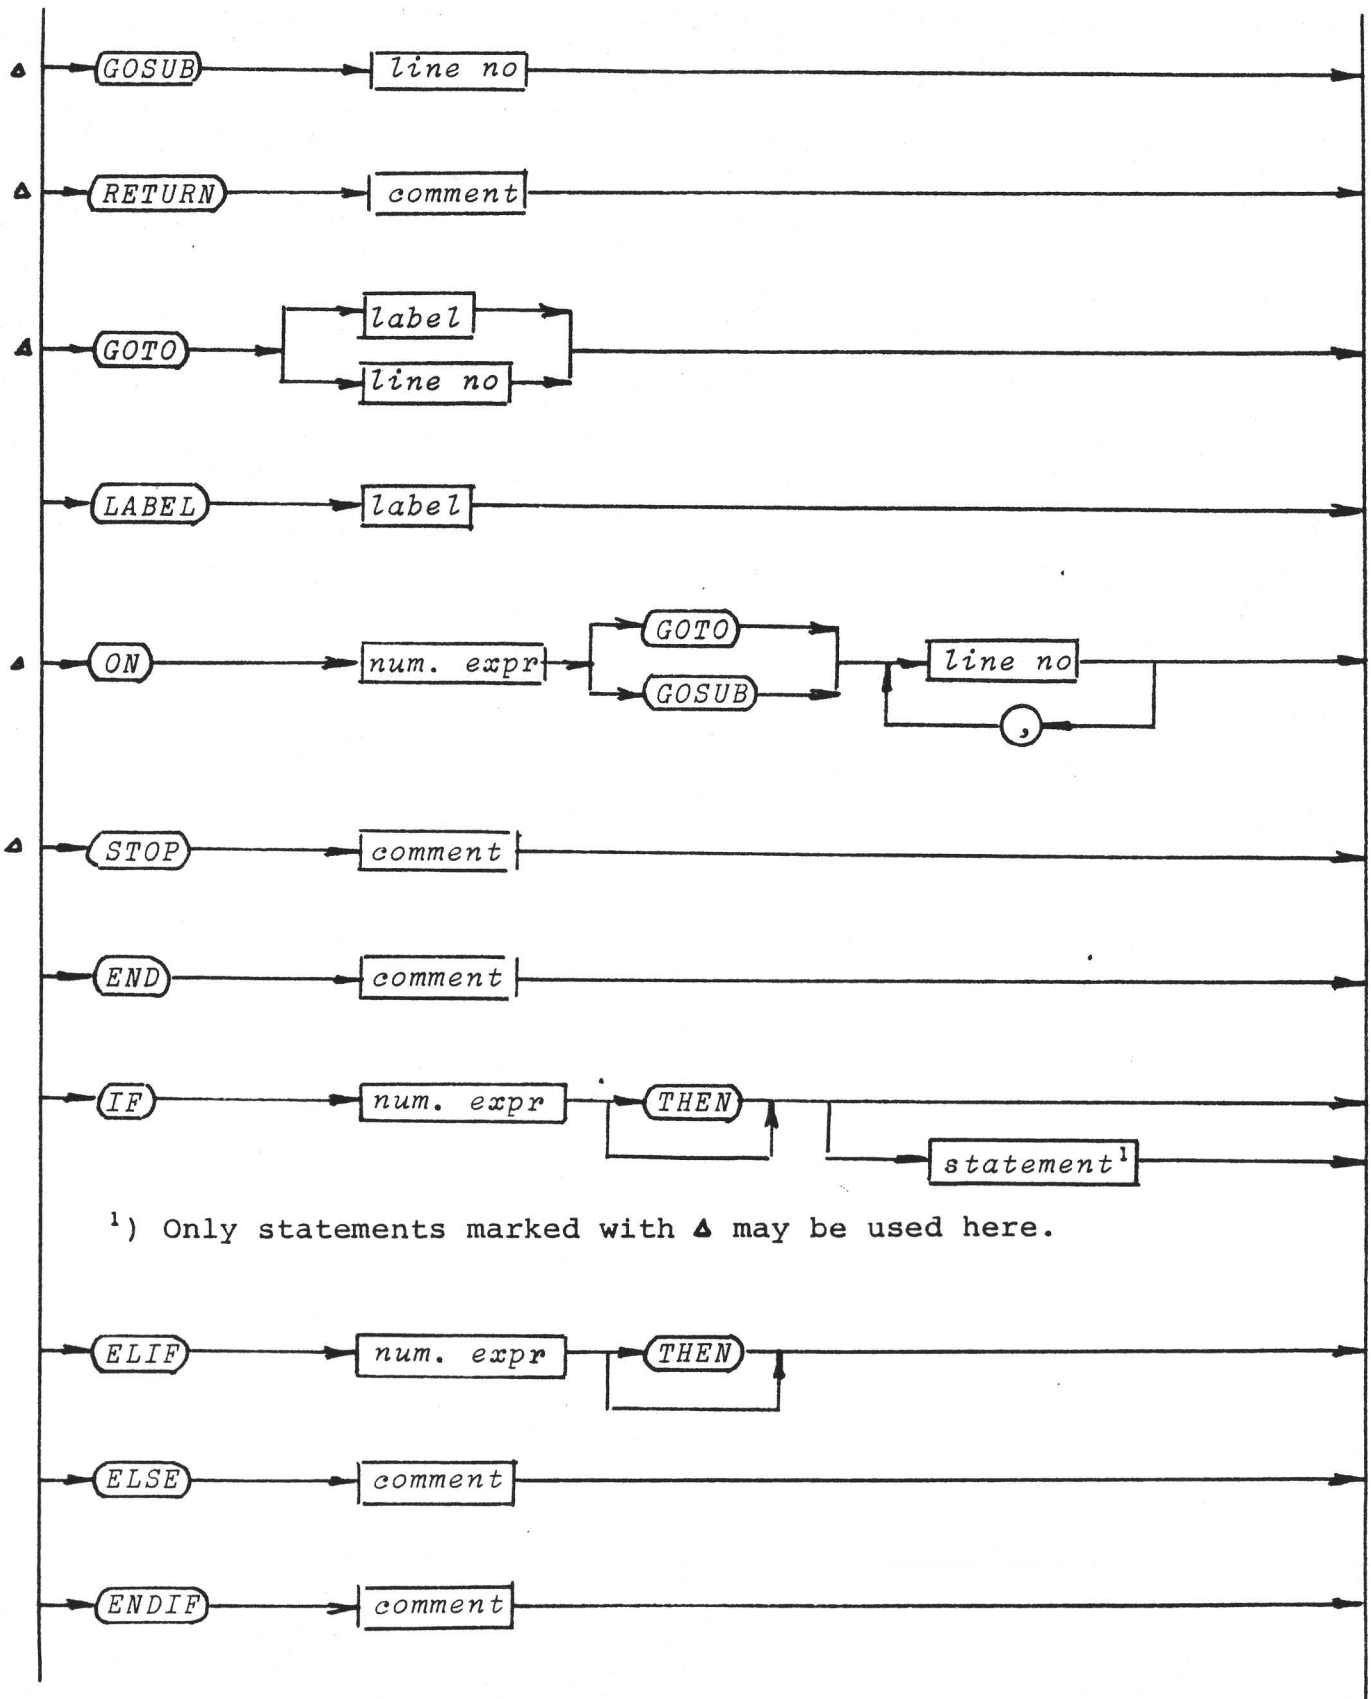 Δ GOSUB line no
Δ RETURN comment
label
Δ GOTO
line no
LABEL label
GOTO
Δ ON num. expr line no
GOSUB
,
Δ STOP comment
END comment
IF num. expr THEN
statement¹
¹) Only statements marked with Δ may be used here.
ELIF num. expr THEN
ELSE comment
ENDIF comment